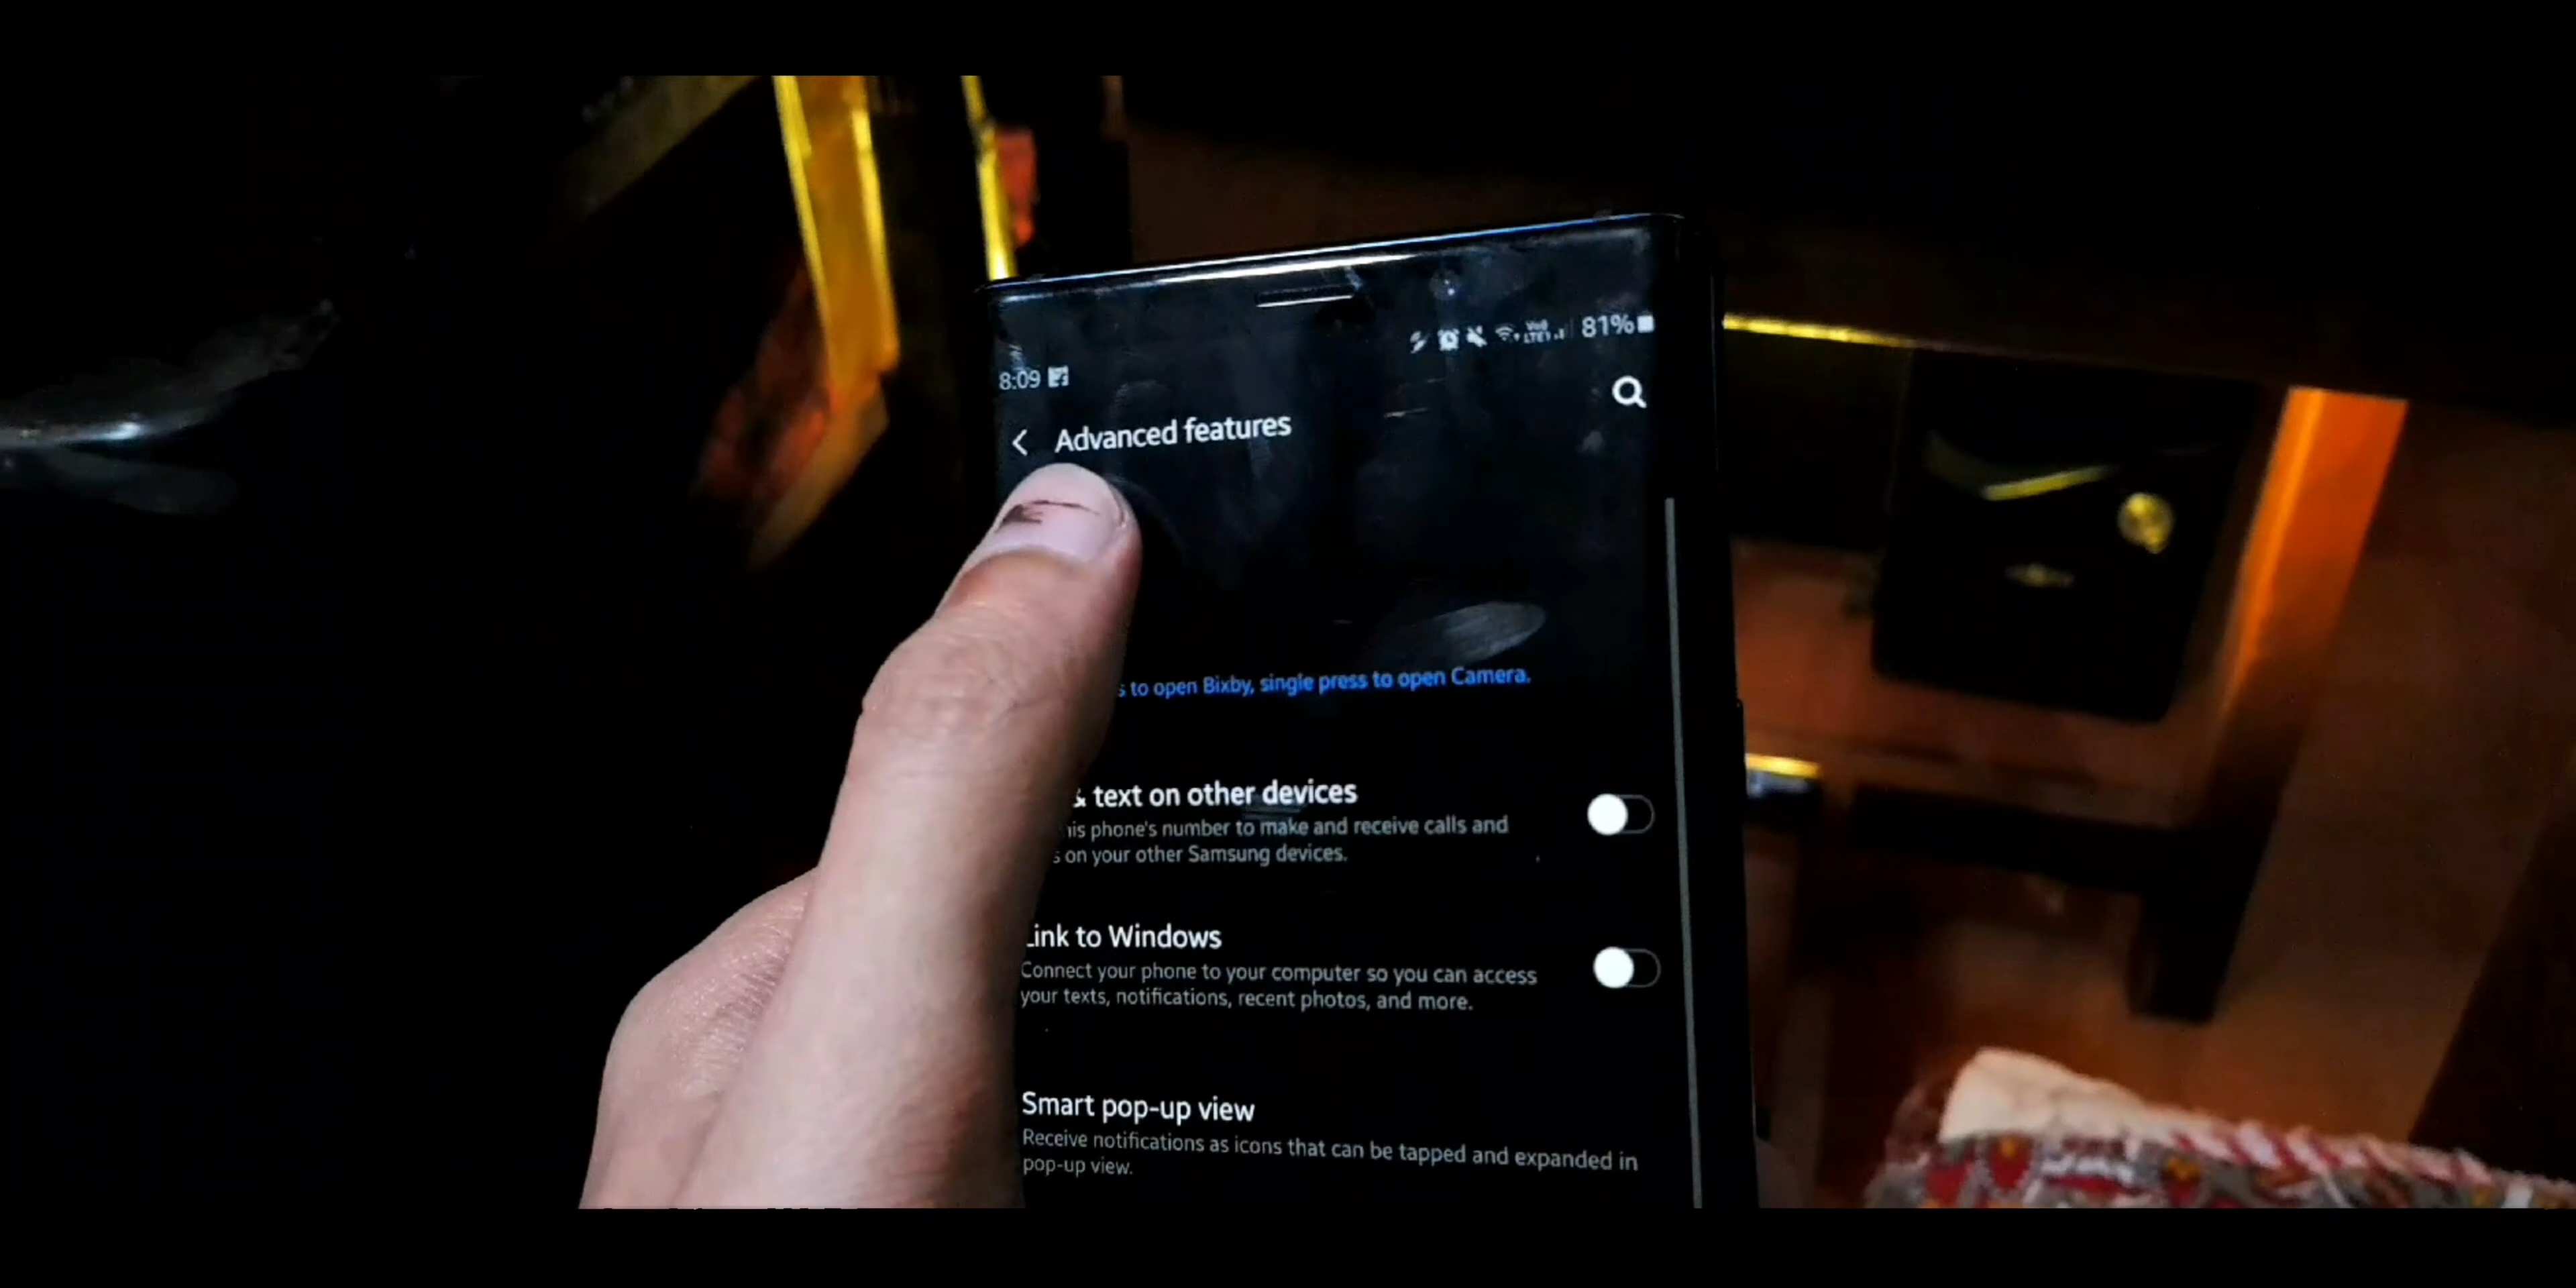 81%
8:09
Advanced features
to open Bixby, single press to open Camera.
& text on other devices
phone's number to make and receive calls and
on your other Samsung devices.
Link to Windows
Connect your phone to your computer so you can access
your texts, notifications, recent photos, and more.
Smart pop-up view
Receive notifications as icons that can be tapped and expanded in
pop-up view.